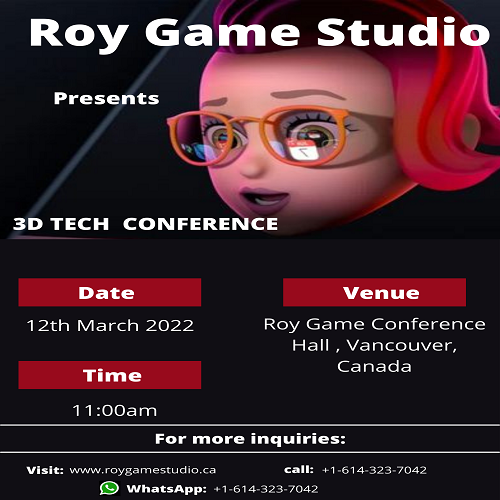 Roy Game Studio
Presents
3D TECH CONFERENCE
Date
12th March 2022
Venue
Roy Game Conference
Hall , Vancouver,
Canada
Time
11:00am
For more inquiries:
Visit: www.roygamestudio.ca call: +1-614-323-7042
WhatsApp: +1-614-323-7042